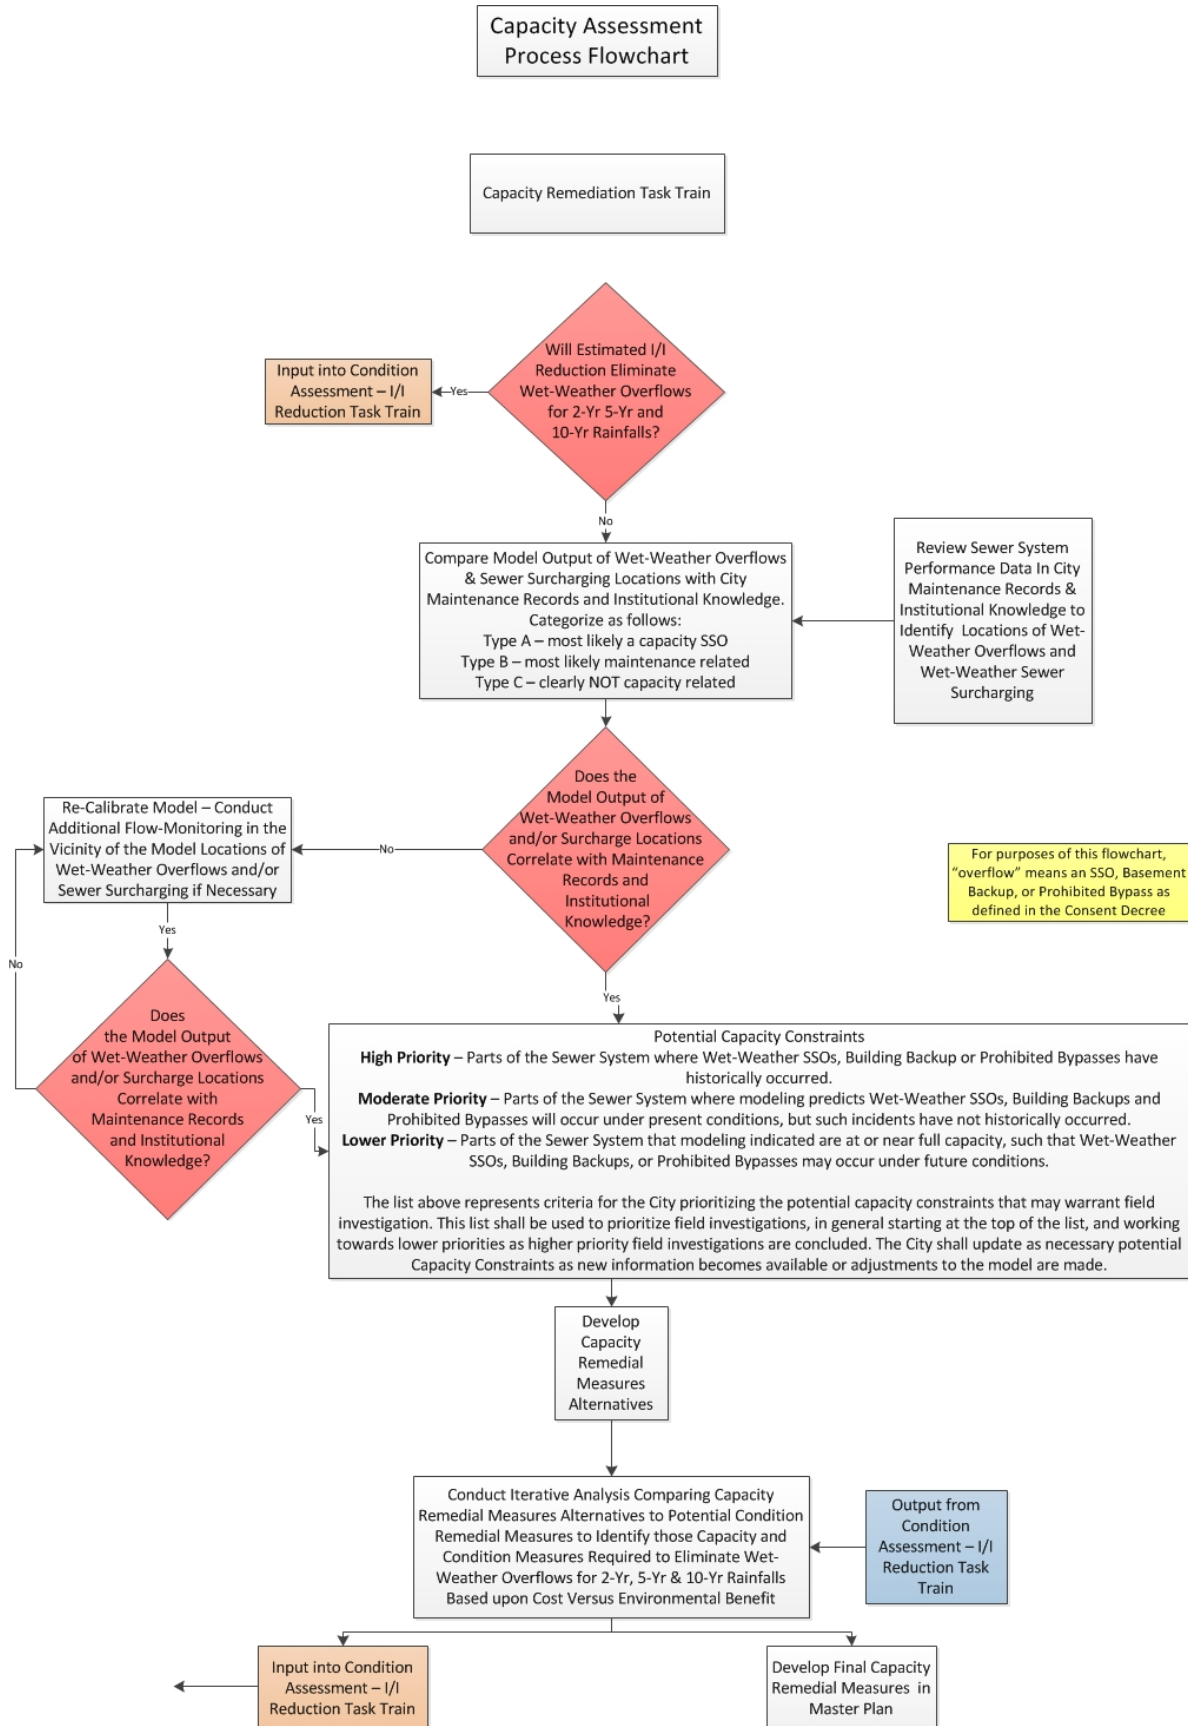 Capacity Assessment
Process Flowchart
Capacity Remediation Task Train
Will Estimated I/I
Reduction Eliminate
Wet-Weather Overflows
for 2-Yr 5-Yr and
10-Yr Rainfalls?
Yes
Input into Condition
Assessment – I/I
Reduction Task Train
No
Compare Model Output of Wet-Weather Overflows
& Sewer Surcharging Locations with City
Maintenance Records and Institutional Knowledge.
Categorize as follows:
Type A – most likely a capacity SSO
Type B – most likely maintenance related
Type C – clearly NOT capacity related
Review Sewer System
Performance Data In City
Maintenance Records &
Institutional Knowledge to
Identify Locations of Wet-
Weather Overflows and
Wet-Weather Sewer
Surcharging
Does the
Model Output of
Wet-Weather Overflows
and/or Surcharge Locations
Correlate with Maintenance
Records and
Institutional
Knowledge?
No
Re-Calibrate Model – Conduct
Additional Flow-Monitoring in the
Vicinity of the Model Locations of
Wet-Weather Overflows and/or
Sewer Surcharging if Necessary
For purposes of this flowchart,
“overflow” means an SSO, Basement
Backup, or Prohibited Bypass as
defined in the Consent Decree
Yes
No
Does
the Model Output
of Wet-Weather Overflows
and/or Surcharge Locations
Correlate with
Maintenance Records
and Institutional
Knowledge?
Yes
Yes
Potential Capacity Constraints
High Priority – Parts of the Sewer System where Wet-Weather SSOs, Building Backup or Prohibited Bypasses have
historically occurred.
Moderate Priority – Parts of the Sewer System where modeling predicts Wet-Weather SSOs, Building Backups and
Prohibited Bypasses will occur under present conditions, but such incidents have not historically occurred.
Lower Priority – Parts of the Sewer System that modeling indicated are at or near full capacity, such that Wet-Weather
SSOs, Building Backups, or Prohibited Bypasses may occur under future conditions.
The list above represents criteria for the City prioritizing the potential capacity constraints that may warrant field
investigation. This list shall be used to prioritize field investigations, in general starting at the top of the list, and working
towards lower priorities as higher priority field investigations are concluded. The City shall update as necessary potential
Capacity Constraints as new information becomes available or adjustments to the model are made.
Develop
Capacity
Remedial
Measures
Alternatives
Conduct Iterative Analysis Comparing Capacity
Remedial Measures Alternatives to Potential Condition
Remedial Measures to Identify those Capacity and
Condition Measures Required to Eliminate Wet-
Weather Overflows for 2-Yr, 5-Yr & 10-Yr Rainfalls
Based upon Cost Versus Environmental Benefit
Output from
Condition
Assessment – I/I
Reduction Task
Train
Input into Condition
Assessment – I/I
Reduction Task Train
Develop Final Capacity
Remedial Measures in
Master Plan